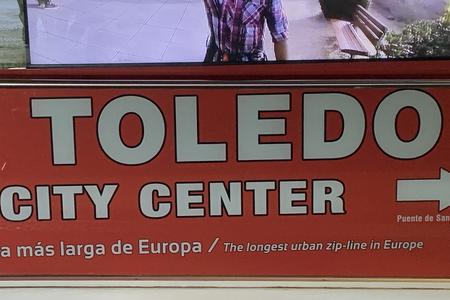 TOLEDO
CITY CENTER
Puente de San
a más larga de Europa / The longest urban zip-line in Europe